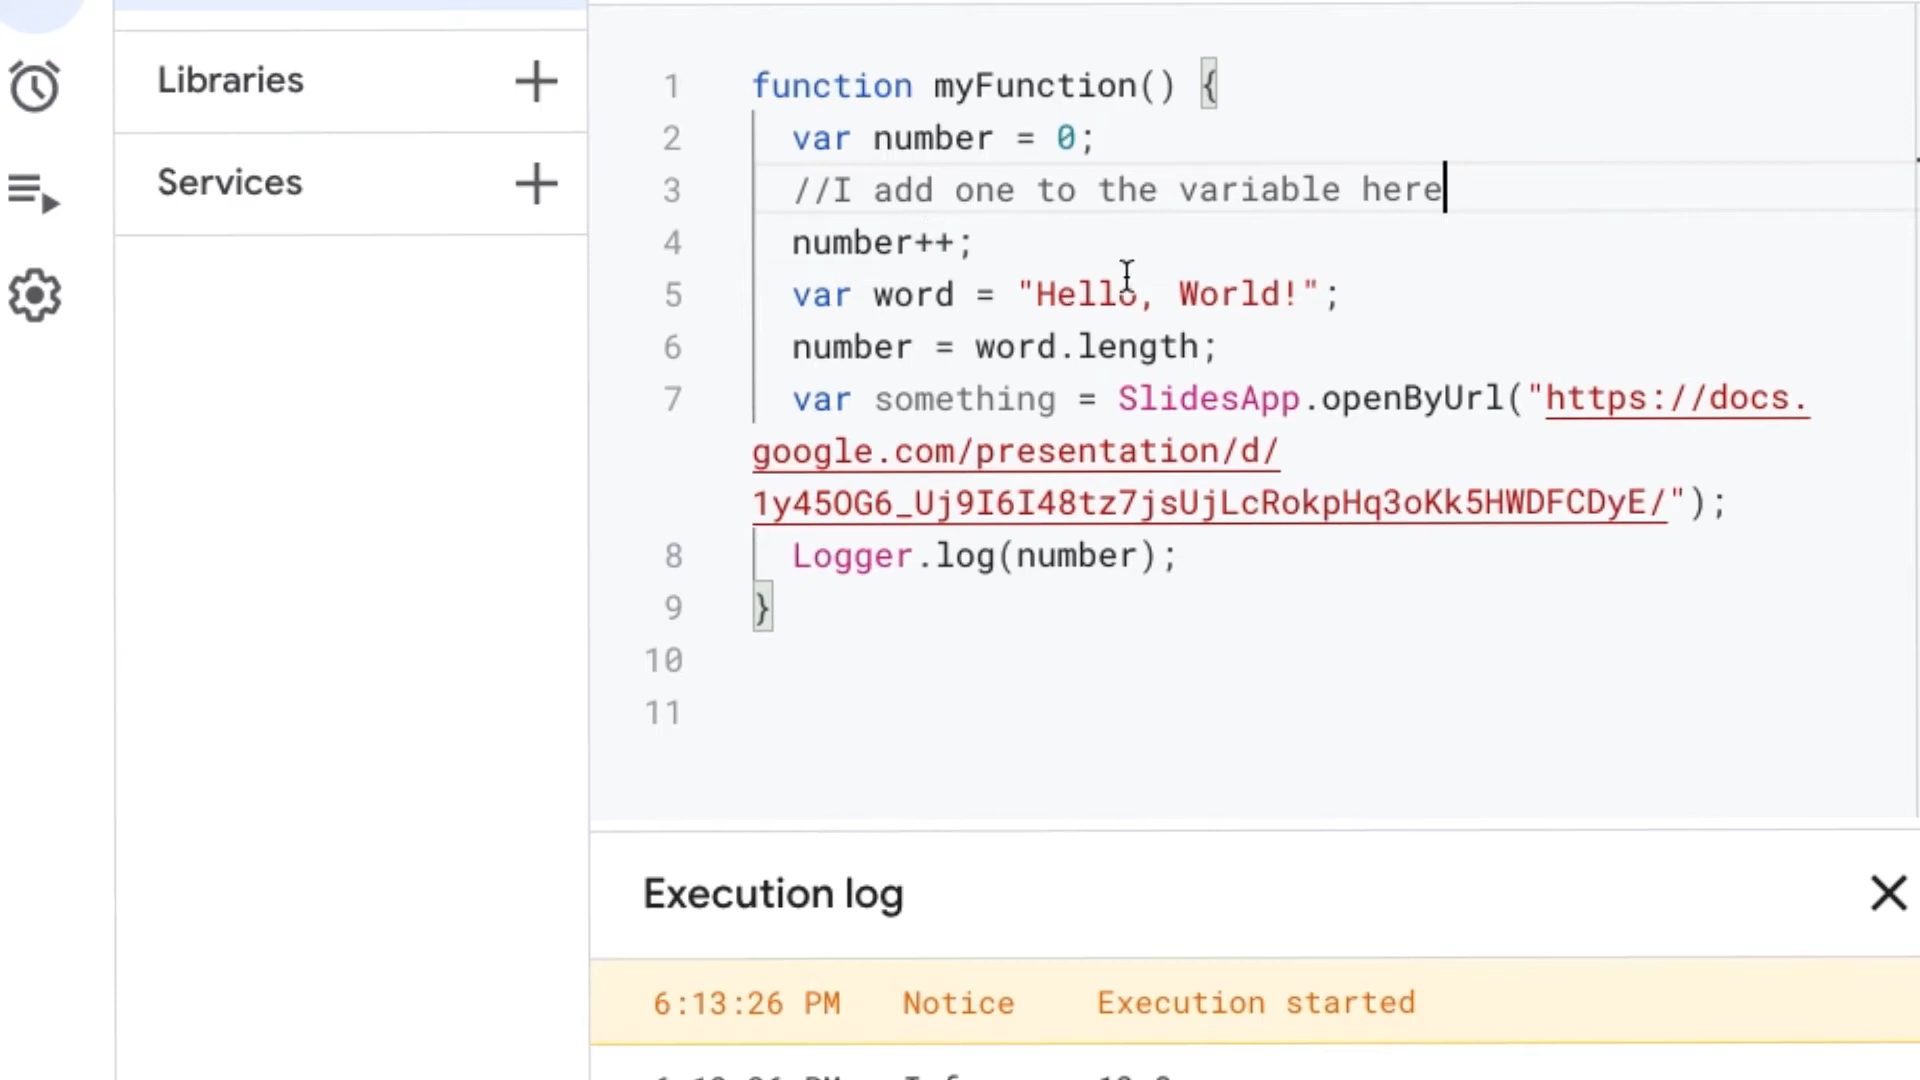 Libraries
Services
1 function myFunction() {
2 var number = 0;
3 //I add one to the variable here
4 number++;
5 var word = "Hello, World!";
6 number = word.length;
7 var something = SlidesApp.openByUrl("https://docs.
google.com/presentation/d/
1y45OG6_Uj9I6I48tz7jsUjLcRokpHq3oKk5HWDFCDyE/");
8 Logger.log(number);
9 }
10
11
Execution log
6:13:26 PM Notice Execution started